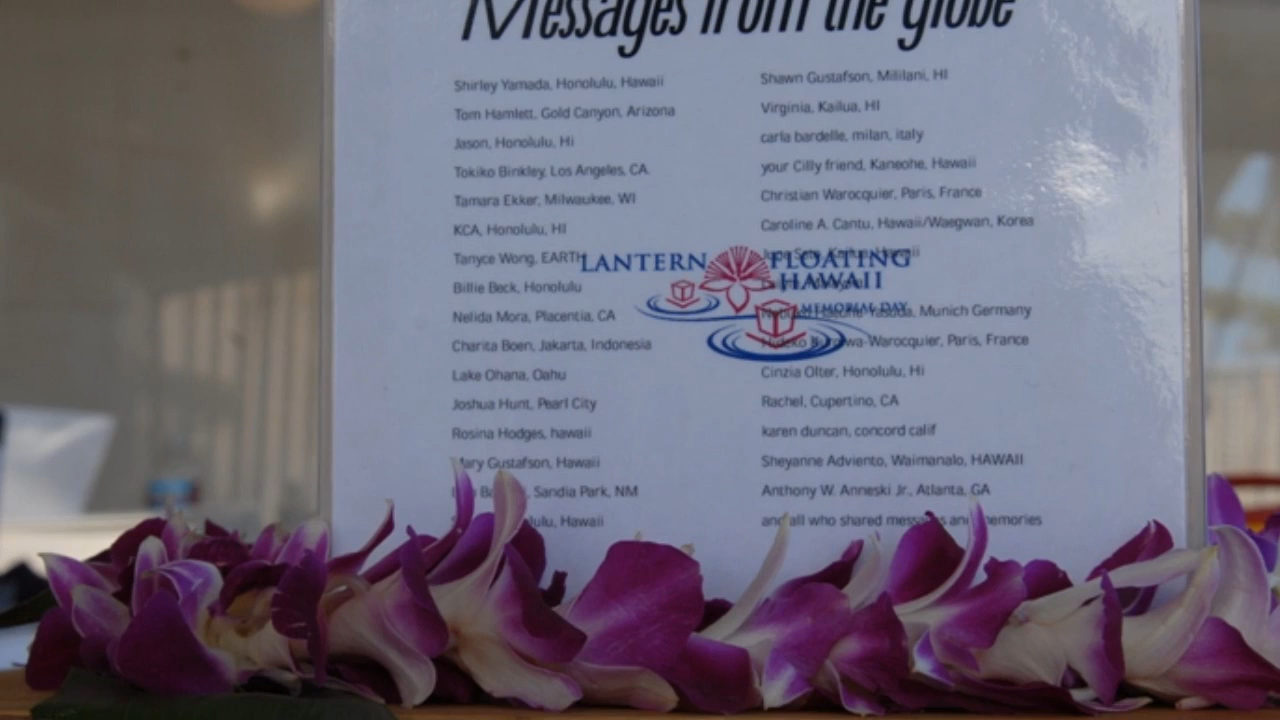 Messages from the globe
Shirley Yamada, Honolulu, Hawaii
Tom Hamlett, Gold Canyon, Arizona
Jason, Honolulu, Hi
Tokiko Binkley, Los Angeles, CA
Tamara Ekker, Milwaukee, WI
KCA, Honolulu, HI
Tanyce Wong, EARTH
Billie Beck, Honolulu
Nelida Mora, Placentia, CA
Charita Boen, Jakarta, Indonesia
Lake Ohana, Oahu
Joshua Hunt, Pearl City
Rosina Hodges, hawaii
Mary Gustafson, Hawaii
Sandia Park, NM
Hawaii
Shawn Gustafson, Mililani, HI
Virginia, Kailua, HI
carla bardelle, milan, italy
your Cilly friend, Kaneohe, Hawaii
Christian Warocquier, Paris, France
Caroline A. Cantu, Hawaii/Waegwan, Korea
Hawaii
Munich Germany
Paris, France
Cinzia Olter, Honolulu, Hi
Rachel, Cupertino, CA
karen duncan, concord calif
Sheyanne Adviento, Waimanalo, HAWAII
Anthony W. Anneski Jr., Atlanta, GA
and all who shared messages and memories
LANTERN FLOATING
HAWAII
MEMORIAL DAY